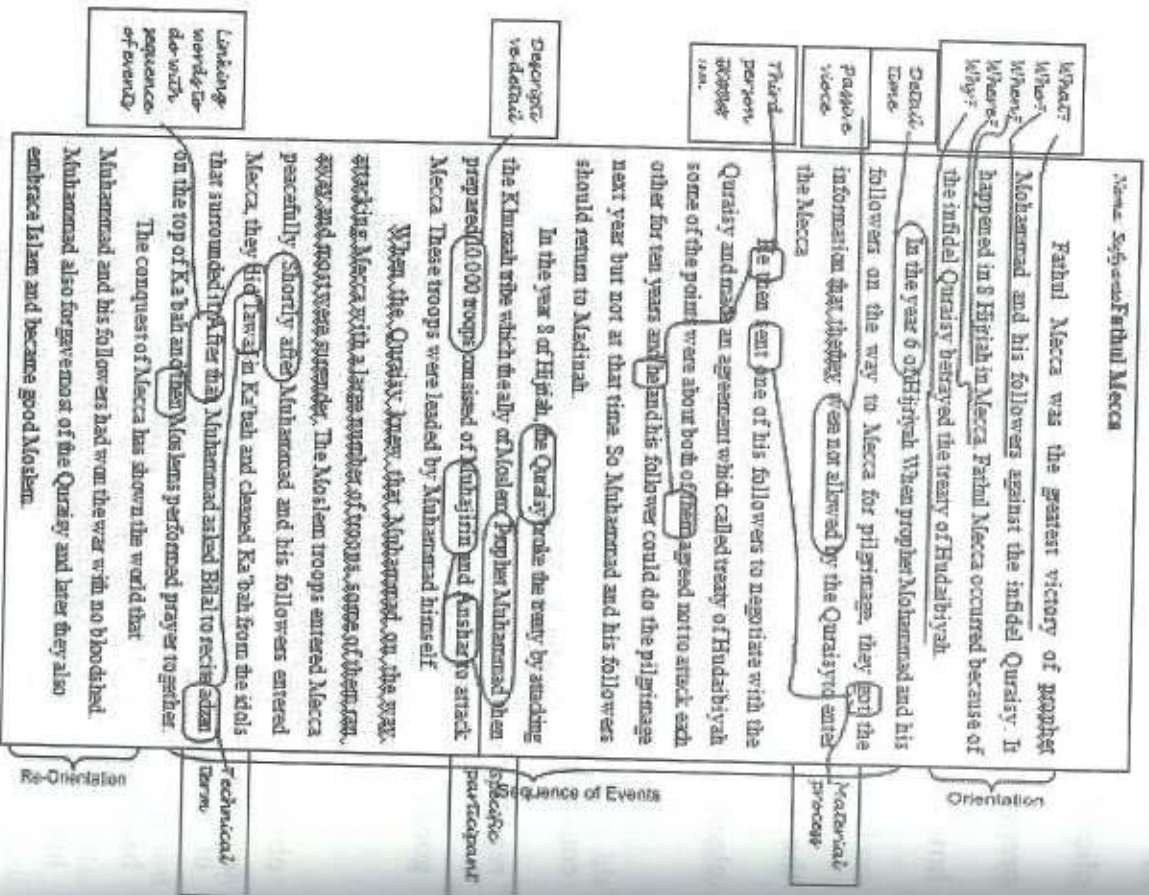 Name: Fathul Mecca
Fathul Mecca was the greatest victory of prophet
Mohammad and his followers against the infidel Quraisy. It
happened in 8 Hijriah in Mecca. Fathul Mecca occurred because of
the infidel Quraisy betrayed the treaty of Hudaibiyah.
In the year 6 of Hijriyah When prophet Mohammad and his
followers on the way to Mecca for pilgrimage, they got the
information that they were not allowed by the Quraisy to enter
the Mecca
He then sent one of his followers to negotiate with the
Quraisy and made an agreement which called treaty of Hudaibiyah
some of the point were about both of them agreed not to attack each
other for ten years and he and his follower could do the pilgrimage
next year but not at that time. So Muhammad and his followers
should return to Madinah.
In the year 8 of Hijriah the Quraisy broke the treaty by attacking
the Khuzaah tribe which the ally of Moslem. Prophet Muhammad then
prepared 10.000 troops consised of Muhajirin and Anshar to attack
Mecca These troops were leaded by Muhammad himself.
When the Quraisy knew that Muhammad on the way
attacking Mecca with a large number of troops, some of them ran
away and most were surender. The Moslem troops entered Mecca
peacefully Shortly after Muhammad and his followers entered
Mecca, they did Tawaf in Ka'bah and cleaned Ka'bah from the idols
that surrounded it After that, Muhammad asked Bilal to recite adzan
on the top of Ka'bah and then Moslems performed prayer together.
The conquest of Mecca has shown the world that
Muhammad and his followers had won the war with no bloodshed.
Muhammad also forgave most of the Quraisy and later they also
embrace Islam and became good Moslem.
What?
Who?
When?
Where?
Why?
Detail
time
Passive
voice
Third
person
Descripti
ve detail
Linking
words to
do with
sequence
of events
Orientation
Material
process
Sequence of Events
Specific
participant
Technical
term
Re-Orientation